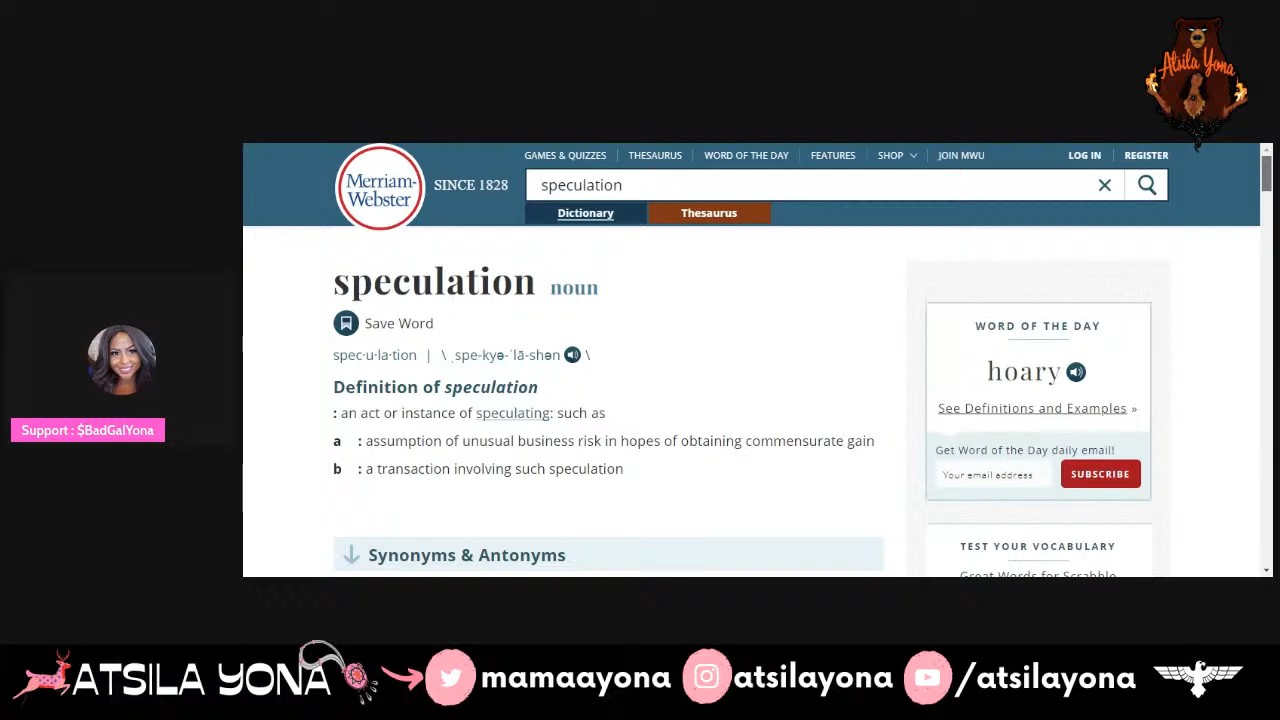 Atsila Yona
GAMES & QUIZZES THESAURUS WORD OF THE DAY FEATURES SHOP JOIN MWU LOG IN REGISTER
Merriam-
Webster
SINCE 1828
speculation
Dictionary Thesaurus
speculation noun
Save Word
spec·u·la·tion | \ ˌspe-kyə-ˈlā-shən \
Definition of speculation
: an act or instance of speculating: such as
a : assumption of unusual business risk in hopes of obtaining commensurate gain
b : a transaction involving such speculation
Synonyms & Antonyms
WORD OF THE DAY
hoary
See Definitions and Examples »
Get Word of the Day daily email!
Your email address SUBSCRIBE
TEST YOUR VOCABULARY
Great Words for Scrabble
Support : $BadGalYona
ATSILA YONA mamaayona atsilayona /atsilayona